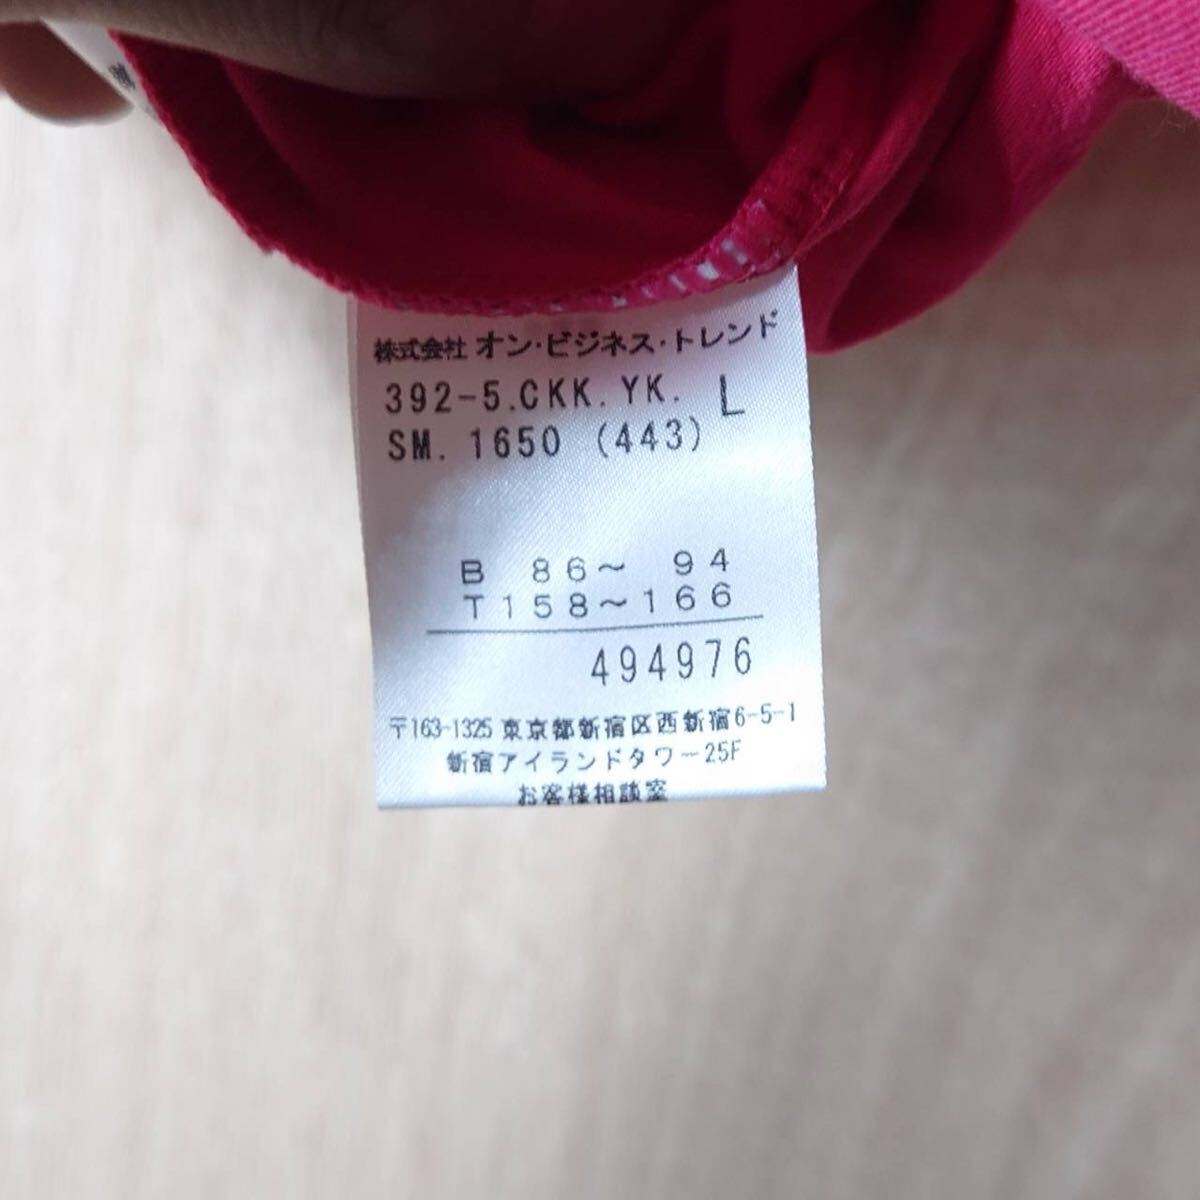 株式会社 オン・ビジネス・トレンド
392-5.CKK.YK. L
SM. 1650 (443)
B 86～ 94
T158～166
494976
〒163-1325 東京都新宿区西新宿6-5-1
新宿アイランドタワー25F
お客様相談室